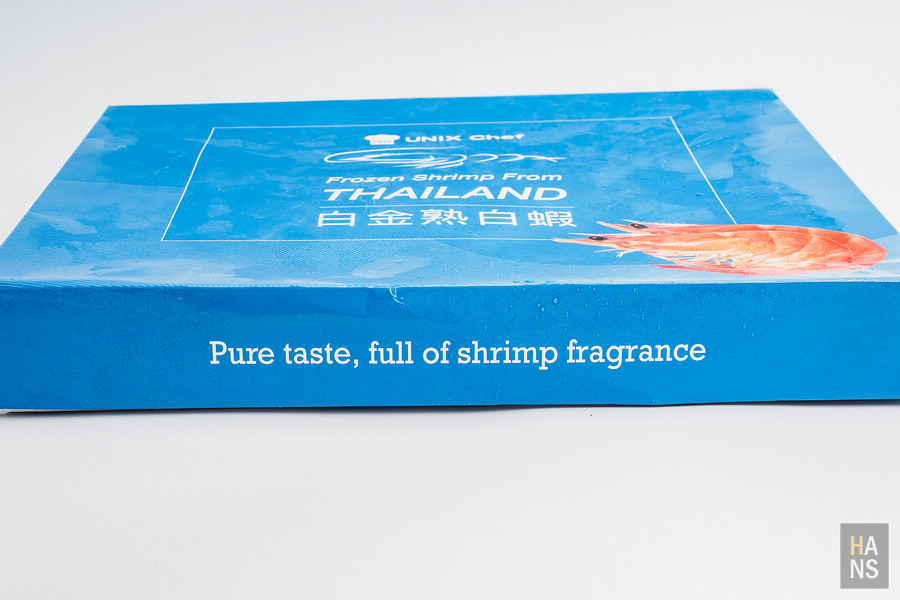 UNIX Chef
Frozen Shrimp From
THAILAND
白金熟白蝦
Pure taste, full of shrimp fragrance
HA
NS